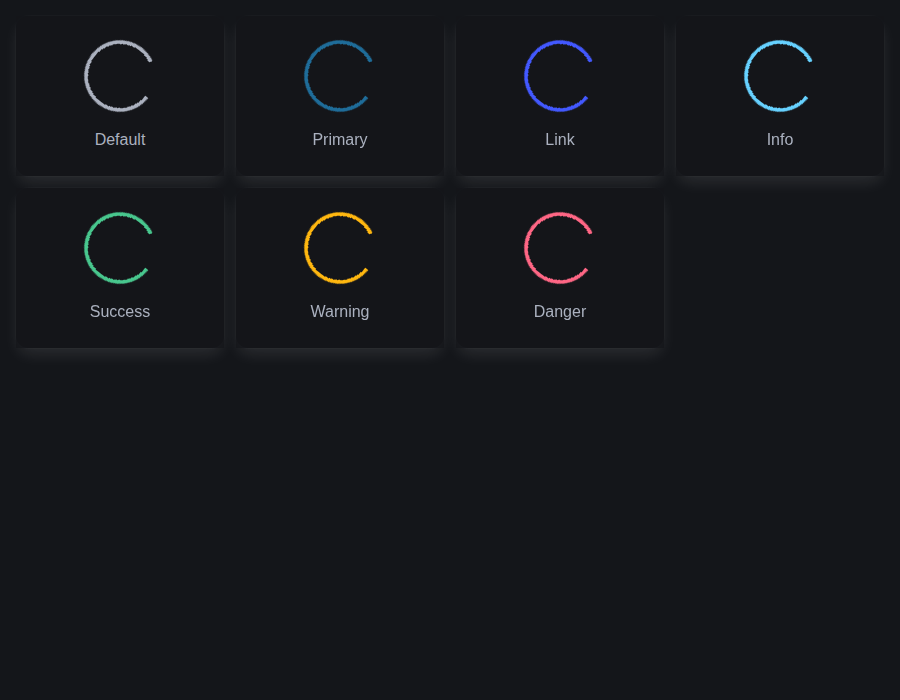 Default
Primary
Link
Info
Success
Warning
Danger